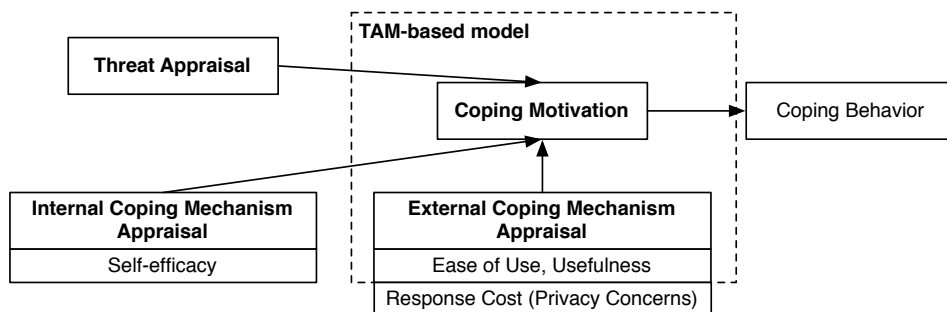 TAM-based model
Threat Appraisal
Coping Motivation
Coping Behavior
Internal Coping Mechanism
Appraisal
Self-efficacy
External Coping Mechanism
Appraisal
Ease of Use, Usefulness
Response Cost (Privacy Concerns)